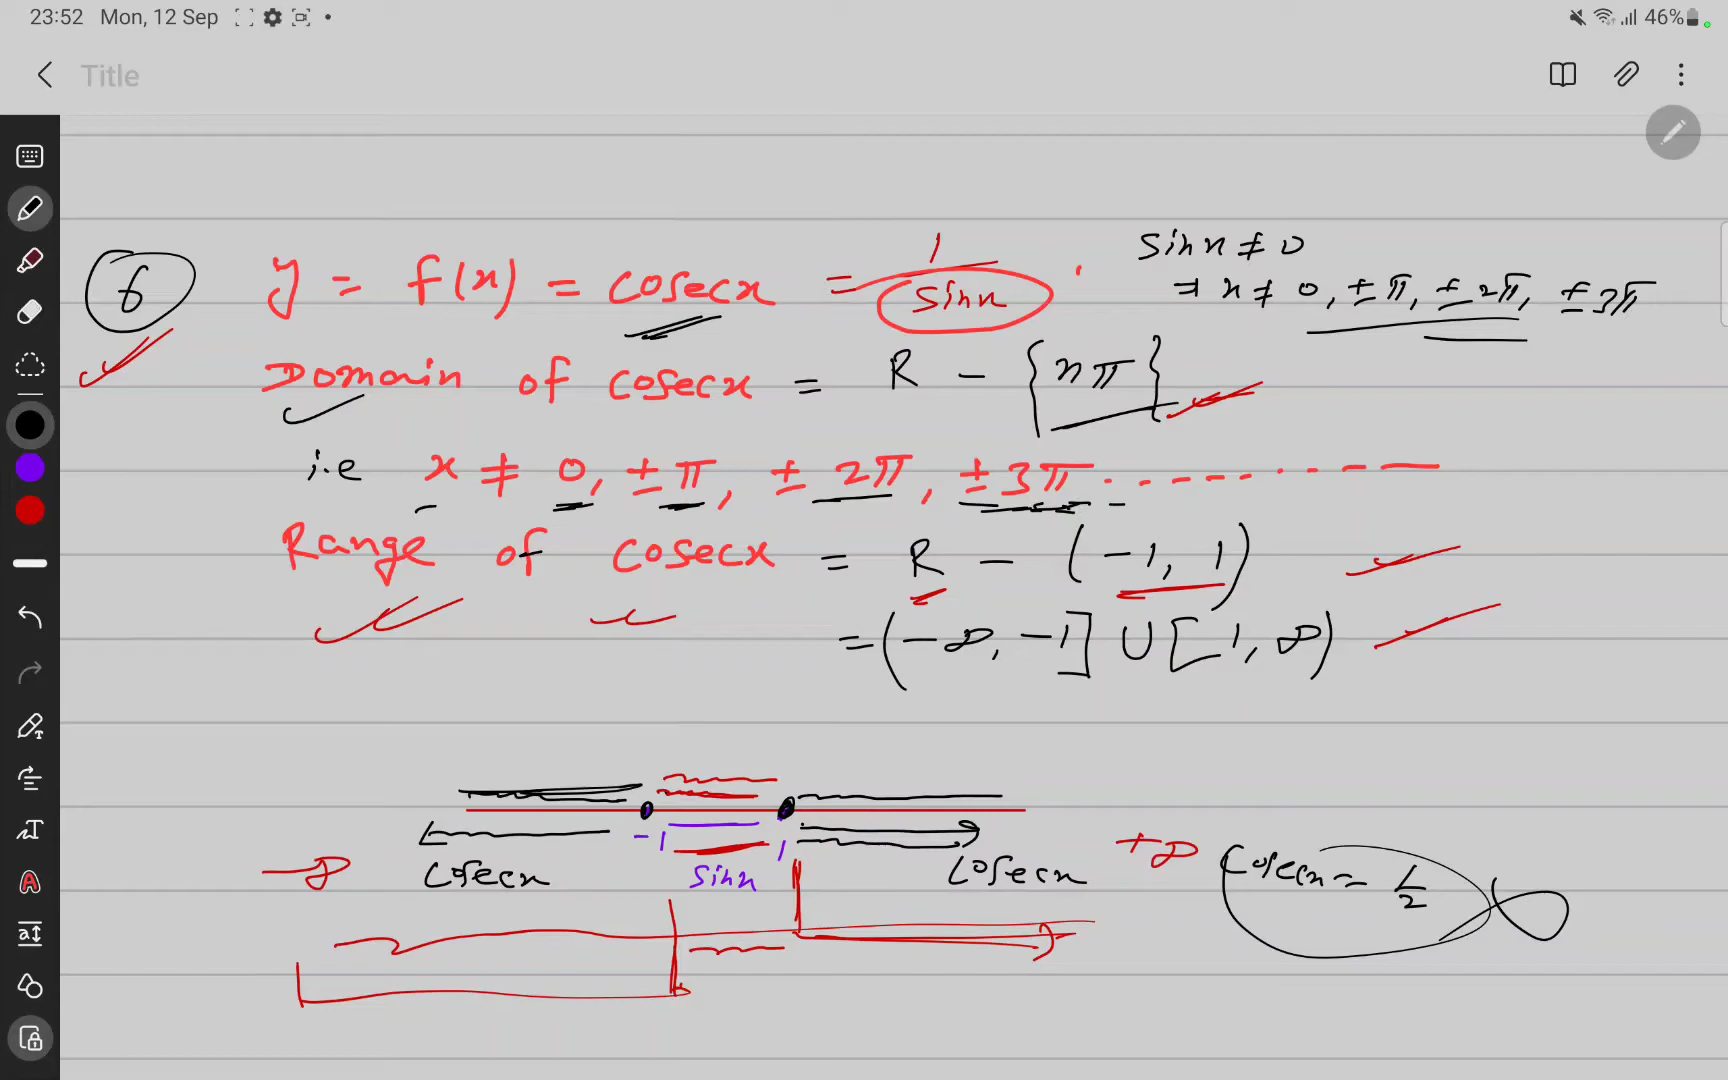 23:52 Mon, 12 Sep
46%
Title
6 y = f(x) = cosecx = 1/sinx
sinx ≠ 0
⇒ x ≠ 0, ±π, ±2π, ±3π
Domain of cosecx = R - {nπ}
i.e x ≠ 0, ±π, ±2π, ±3π ........
Range of cosecx = R - (-1, 1)
= (-∞, -1] ∪ [1, ∞)
-1 1
-∞ cosecx sinx cosecx +∞
cosecx = 1/2